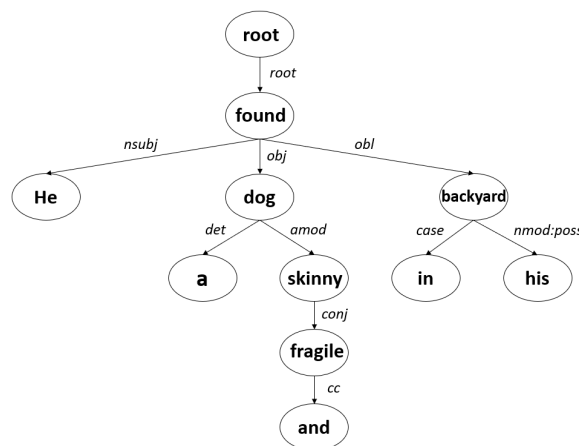 root
root
found
nsubj
obj
obl
He
dog
backyard
det
amod
case
nmod:poss
a
skinny
in
his
conj
fragile
cc
and